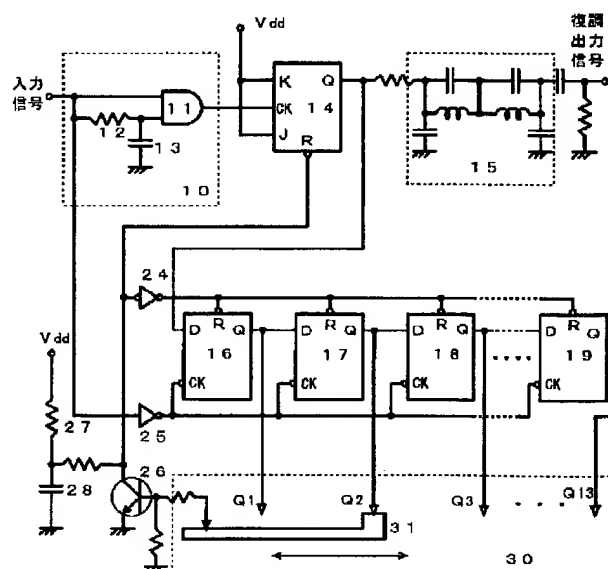 Vdd
復調
出力
信号
入力
信号
K Q
CK 14
J
R
11
12
13
10
15
24
Vdd
R R R R
D Q D Q D Q D
16 17 18 19
CK CK CK CK
27
25
26
28
Q1 Q2 Q3 Q13
31
30